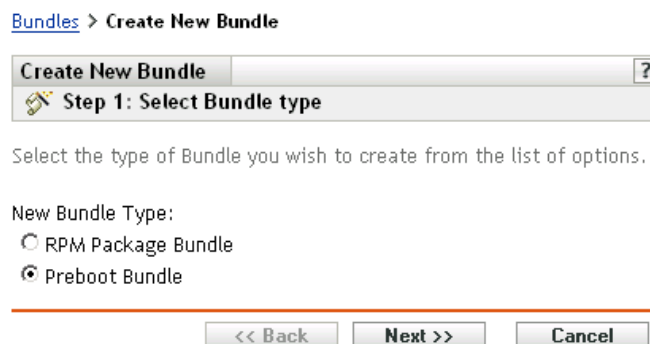 Bundles > Create New Bundle
Create New Bundle ?
Step 1: Select Bundle type
Select the type of Bundle you wish to create from the list of options.
New Bundle Type:
RPM Package Bundle
Preboot Bundle
<< Back Next >> Cancel